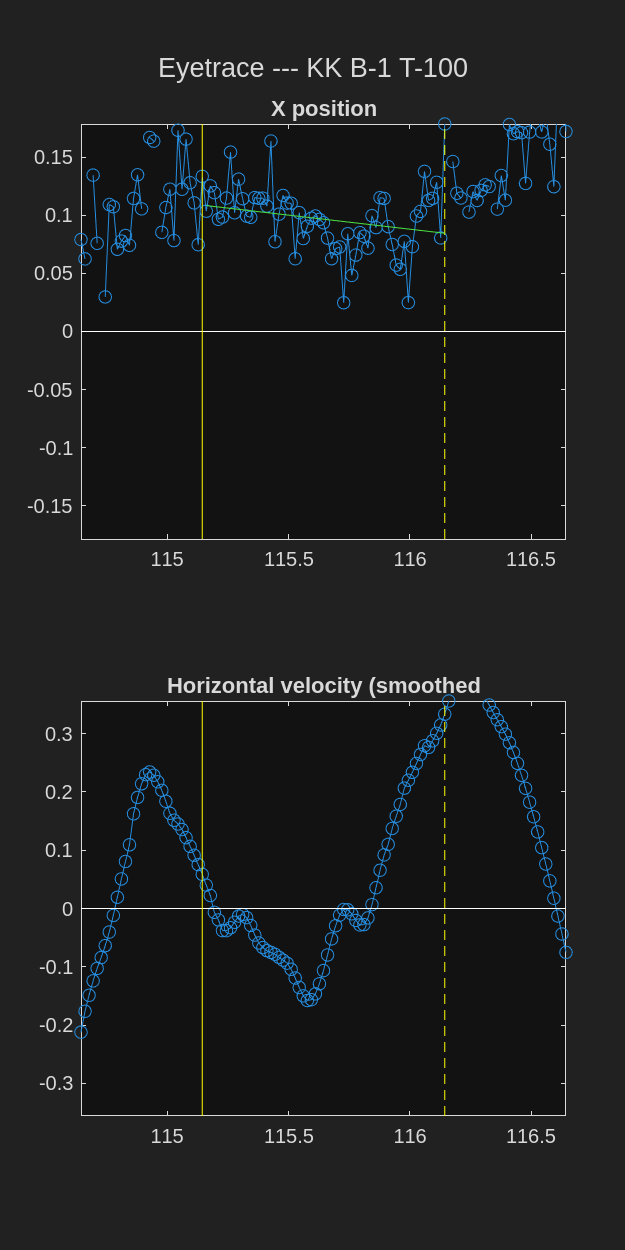 Eyetrace --- KK B-1 T-100
X position
0.15
0.1
0.05
0
-0.05
-0.1
-0.15
115 115.5 116 116.5
Horizontal velocity (smoothed
0.3
0.2
0.1
0
-0.1
-0.2
-0.3
115 115.5 116 116.5